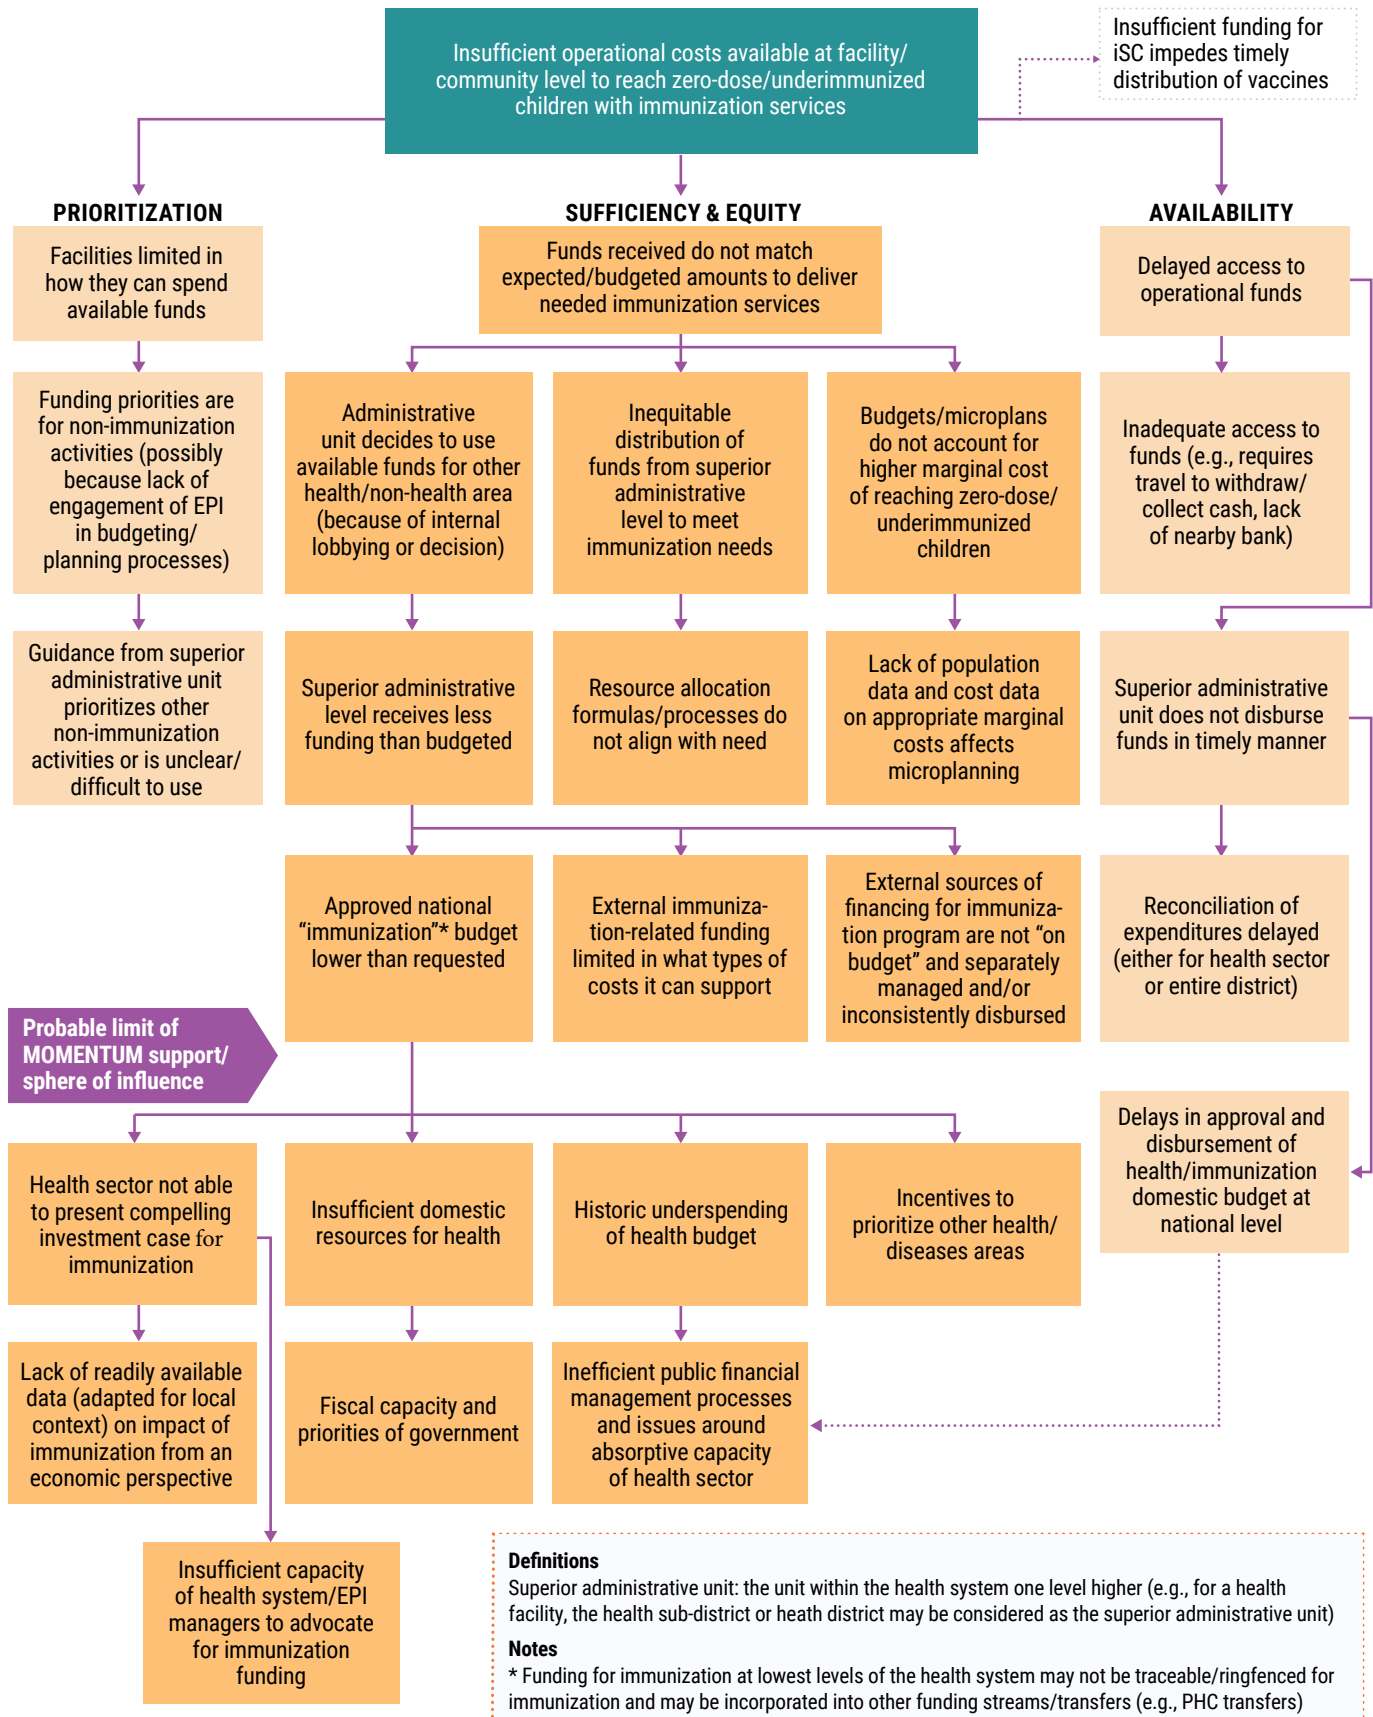 Insufficient operational costs available at facility/
community level to reach zero-dose/underimmunized
children with immunization services
Insufficient funding for
iSC impedes timely
distribution of vaccines
PRIORITIZATION
SUFFICIENCY & EQUITY
AVAILABILITY
Facilities limited in
how they can spend
available funds
Funds received do not match
expected/budgeted amounts to deliver
needed immunization services
Delayed access to
operational funds
Funding priorities are
for non-immunization
activities (possibly
because lack of
engagement of EPI
in budgeting/
planning processes)
Administrative
unit decides to use
available funds for other
health/non-health area
(because of internal
lobbying or decision)
Inequitable
distribution of
funds from superior
administrative
level to meet
immunization needs
Budgets/microplans
do not account for
higher marginal cost
of reaching zero-dose/
underimmunized
children
Inadequate access to
funds (e.g., requires
travel to withdraw/
collect cash, lack
of nearby bank)
Guidance from superior
administrative unit
prioritizes other
non-immunization
activities or is unclear/
difficult to use
Superior administrative
level receives less
funding than budgeted
Resource allocation
formulas/processes do
not align with need
Lack of population
data and cost data
on appropriate marginal
costs affects
microplanning
Superior administrative
unit does not disburse
funds in timely manner
Approved national
“immunization”* budget
lower than requested
External immuniza-
tion-related funding
limited in what types of
costs it can support
External sources of
financing for immuniza-
tion program are not “on
budget” and separately
managed and/or
inconsistently disbursed
Reconciliation of
expenditures delayed
(either for health sector
or entire district)
Probable limit of
MOMENTUM support/
sphere of influence
Health sector not able
to present compelling
investment case for
immunization
Insufficient domestic
resources for health
Historic underspending
of health budget
Incentives to
prioritize other health/
diseases areas
Delays in approval and
disbursement of
health/immunization
domestic budget at
national level
Lack of readily available
data (adapted for local
context) on impact of
immunization from an
economic perspective
Fiscal capacity and
priorities of government
Inefficient public financial
management processes
and issues around
absorptive capacity
of health sector
Insufficient capacity
of health system/EPI
managers to advocate
for immunization
funding
Definitions
Superior administrative unit: the unit within the health system one level higher (e.g., for a health
facility, the health sub-district or heath district may be considered as the superior administrative unit)
Notes
* Funding for immunization at lowest levels of the health system may not be traceable/ringfenced for
immunization and may be incorporated into other funding streams/transfers (e.g., PHC transfers)